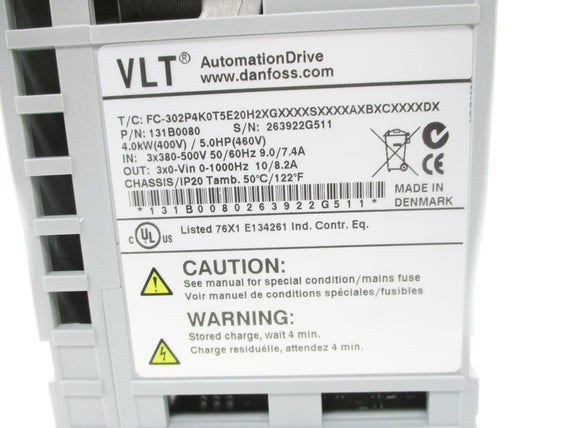 VLT® AutomationDrive
www.danfoss.com
T/C: FC-302P4K0T5E20H2XGXXXXSXXXXAXBXCXXXXDX
P/N: 131B0080 S/N: 263922G511
4.0kW(400V) / 5.0HP(460V)
IN: 3x380-500V 50/60Hz 9.0/7.4A
OUT: 3x0-Vin 0-1000Hz 10/8.2A
CHASSIS/IP20 Tamb. 50°C/122°F
*131B0080263922G511*
MADE IN
DENMARK
c UL us Listed 76X1 E134261 Ind. Contr. Eq.
CAUTION:
See manual for special condition/mains fuse
Voir manuel de conditions spéciales/fusibles
WARNING:
Stored charge, wait 4 min.
Charge residuélle, attendez 4 min.